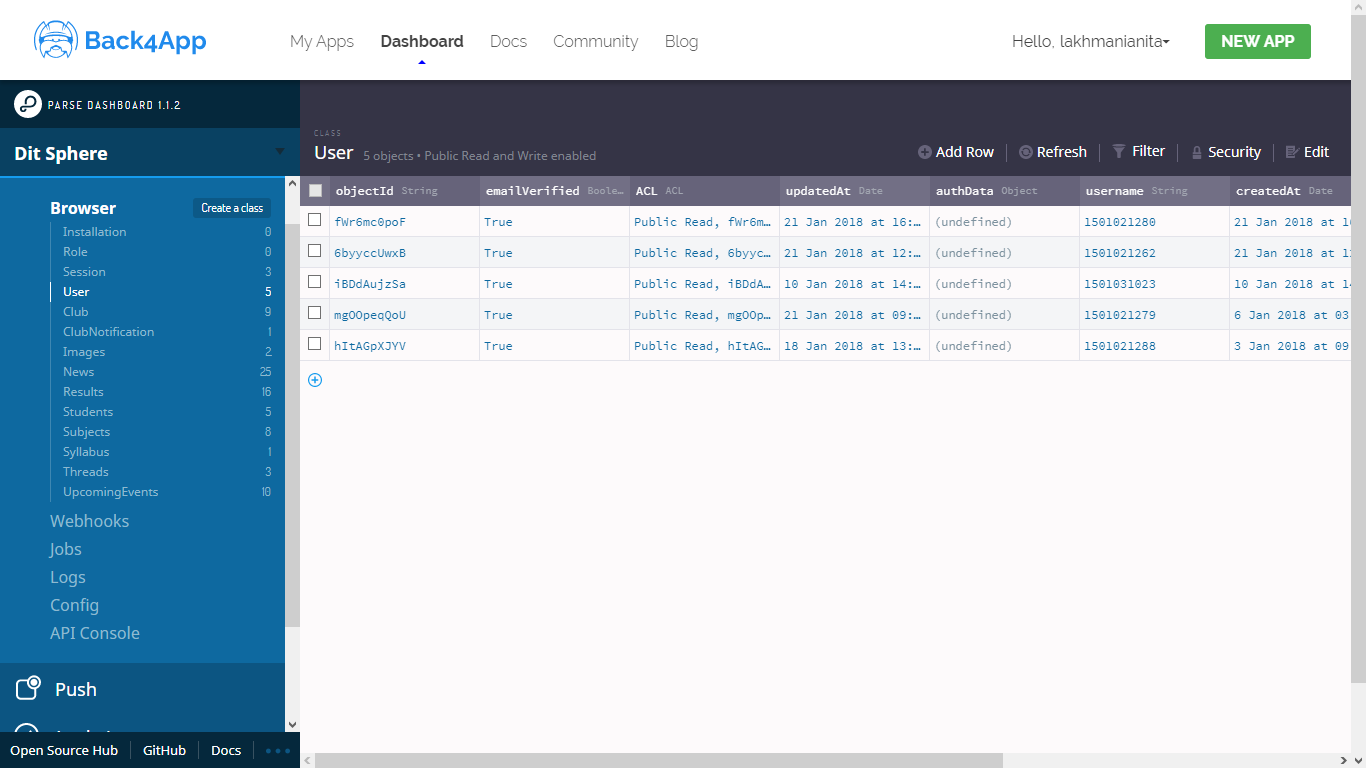 Back4App
My Apps Dashboard Docs Community Blog Hello, lakhmanianita NEW APP
PARSE DASHBOARD 1.1.2
Dit Sphere
Browser Create a class
Installation 0
Role 0
Session 3
User 5
Club 9
ClubNotification 1
Images 2
News 25
Results 16
Students 5
Subjects 8
Syllabus 1
Threads 3
UpcomingEvents 10
Webhooks
Jobs
Logs
Config
API Console
Push
Open Source Hub GitHub Docs
CLASS
User 5 objects • Public Read and Write enabled
Add Row Refresh Filter Security Edit
objectId String emailVerified Boole… ACL ACL updatedAt Date authData Object username String createdAt Date
fWr6mc0poF True Public Read, fWr6m… 21 Jan 2018 at 16:… (undefined) 1501021280 21 Jan 2018 at
6byyccUwxB True Public Read, 6byyc… 21 Jan 2018 at 12:… (undefined) 1501021262 21 Jan 2018 at
iBDdAujzSa True Public Read, iBDdA… 10 Jan 2018 at 14:… (undefined) 1501031023 10 Jan 2018 at
mgOOpeqQoU True Public Read, mgOOp… 21 Jan 2018 at 09:… (undefined) 1501021279 6 Jan 2018 at 03
hItAGpXJYV True Public Read, hItAG… 18 Jan 2018 at 13:… (undefined) 1501021288 3 Jan 2018 at 09